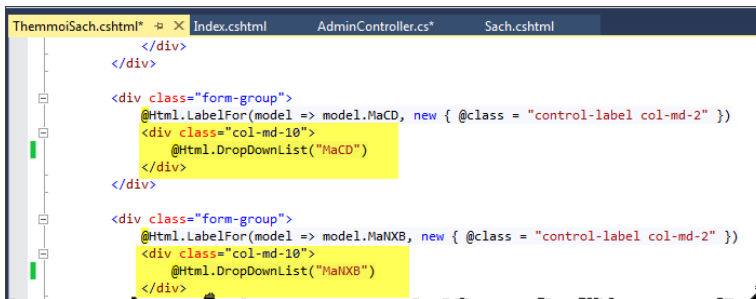 ThemmoiSach.cshtml* Index.cshtml AdminController.cs* Sach.cshtml
</div>
</div>
<div class="form-group">
@Html.LabelFor(model => model.MaCD, new { @class = "control-label col-md-2" })
<div class="col-md-10">
@Html.DropDownList("MaCD")
</div>
</div>
<div class="form-group">
@Html.LabelFor(model => model.MaNXB, new { @class = "control-label col-md-2" })
<div class="col-md-10">
@Html.DropDownList("MaNXB")
</div>